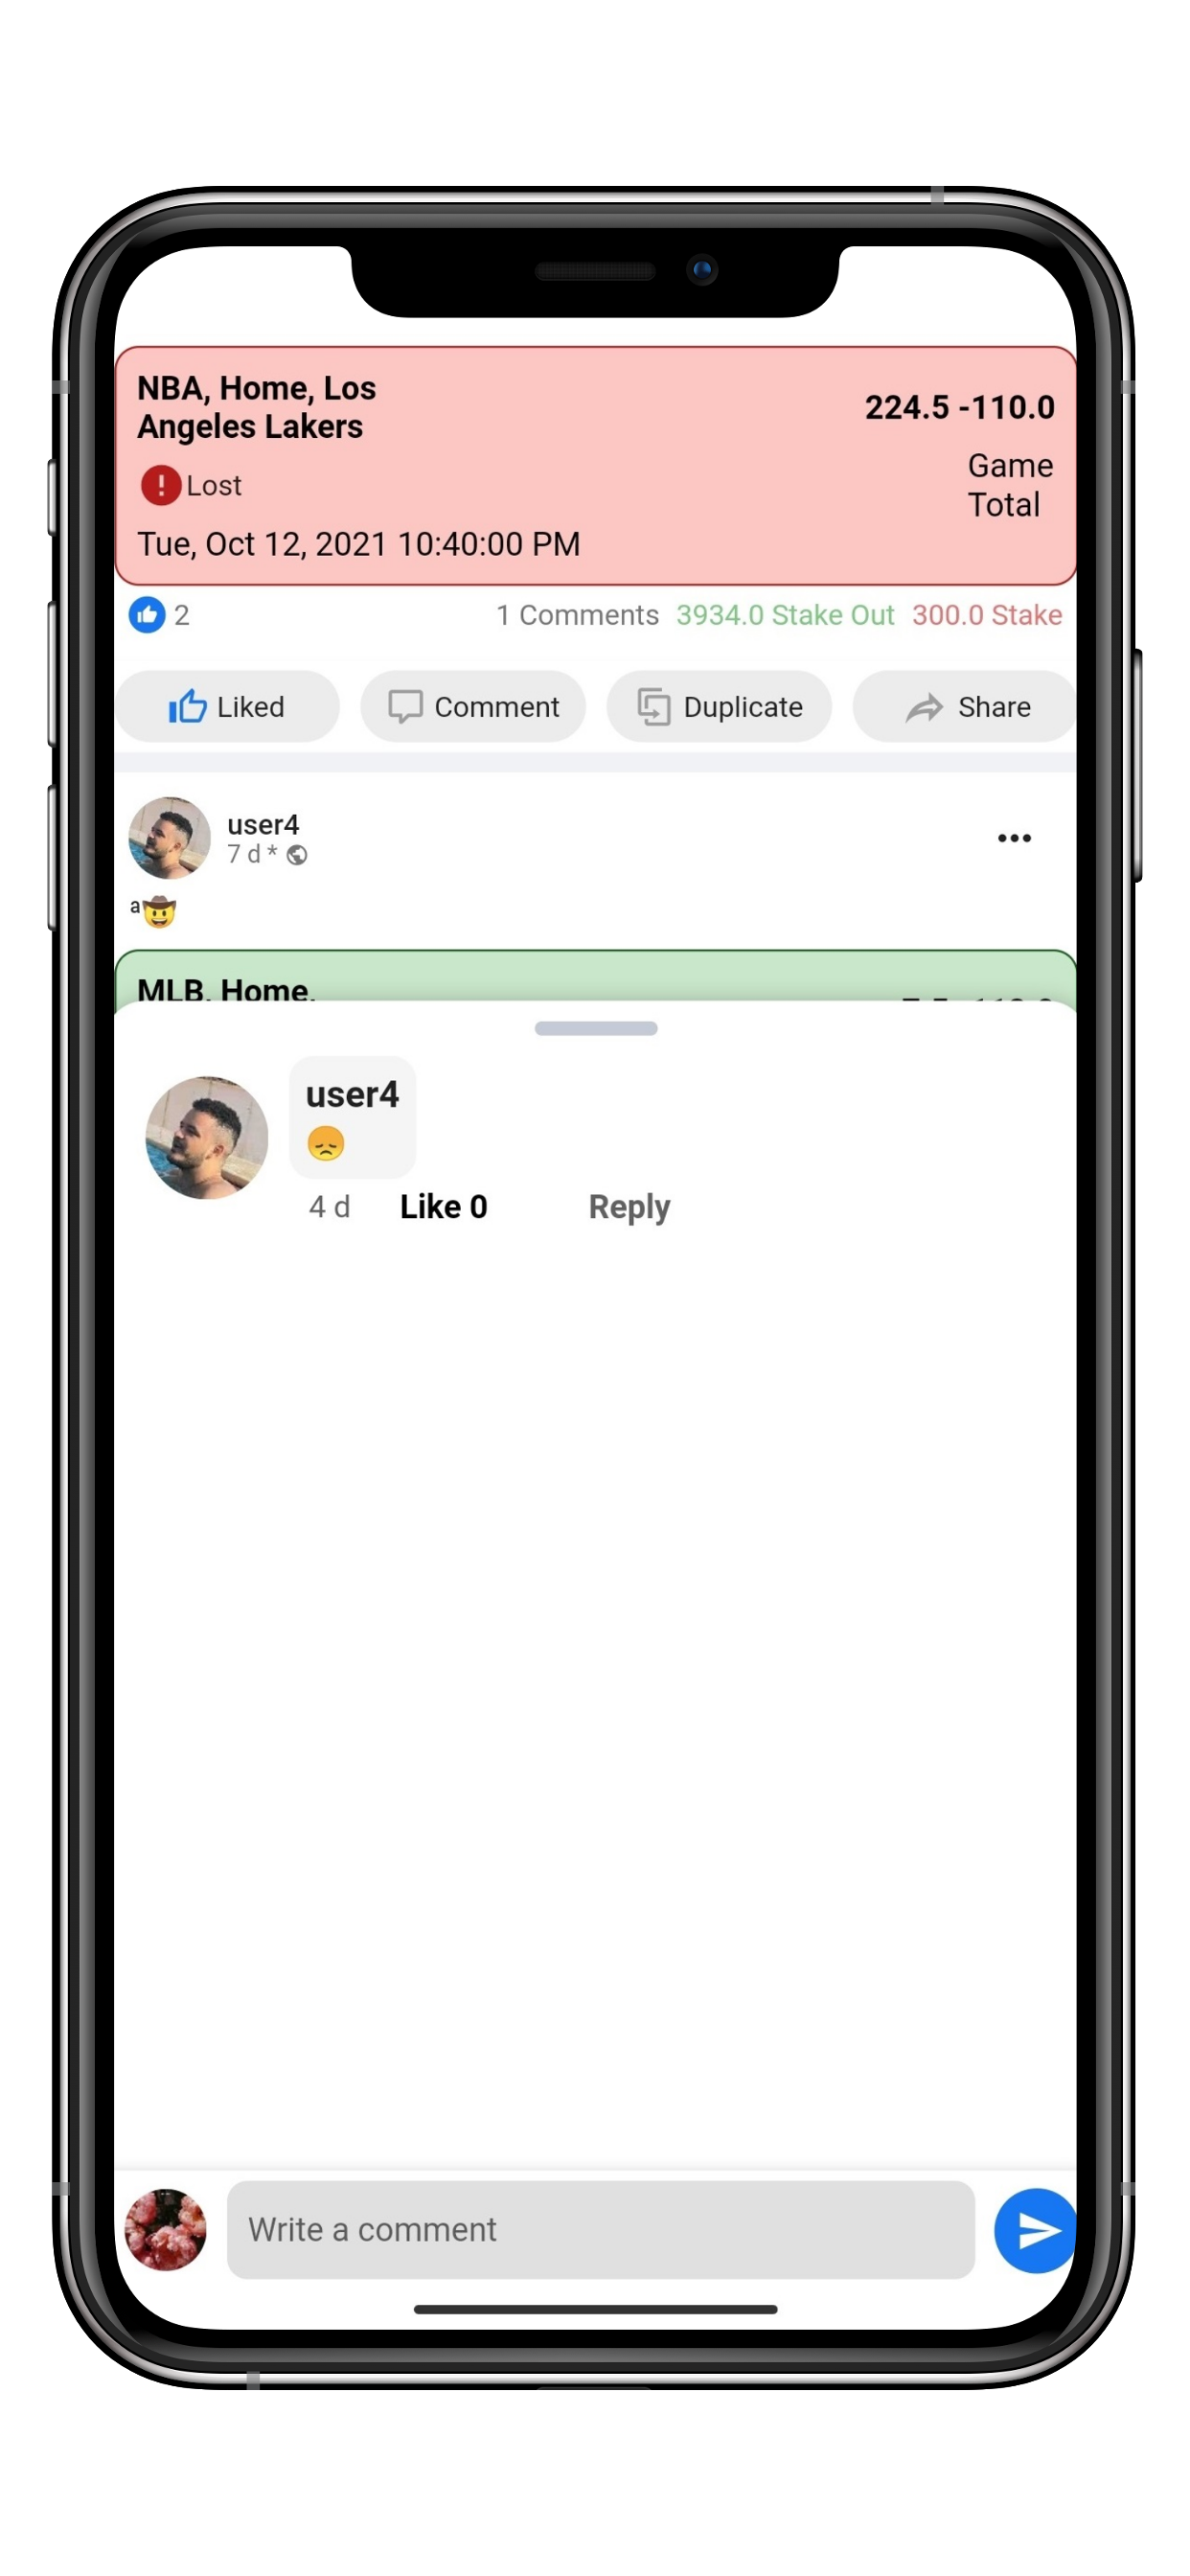 NBA, Home, Los
Angeles Lakers
224.5 -110.0
Lost
Game
Total
Tue, Oct 12, 2021 10:40:00 PM
2
1 Comments 3934.0 Stake Out 300.0 Stake
Liked Comment Duplicate Share
user4
7 d *
a🤠
MLB, Home,
user4
😞
4 d Like 0 Reply
Write a comment